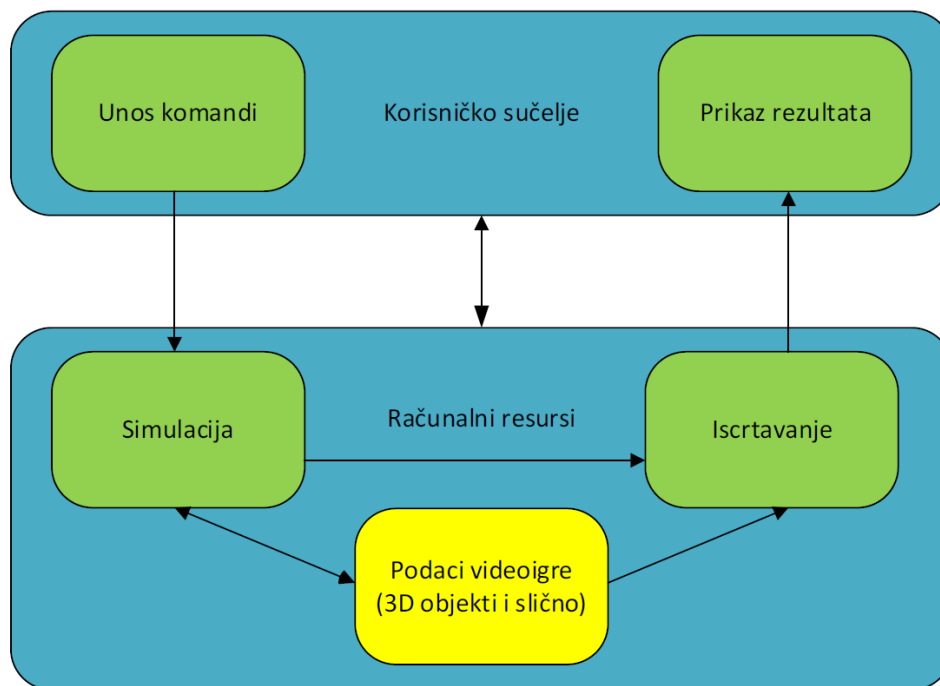 Unos komandi
Korisničko sučelje
Prikaz rezultata
Simulacija
Računalni resursi
Iscrtavanje
Podaci videoigre
(3D objekti i slično)